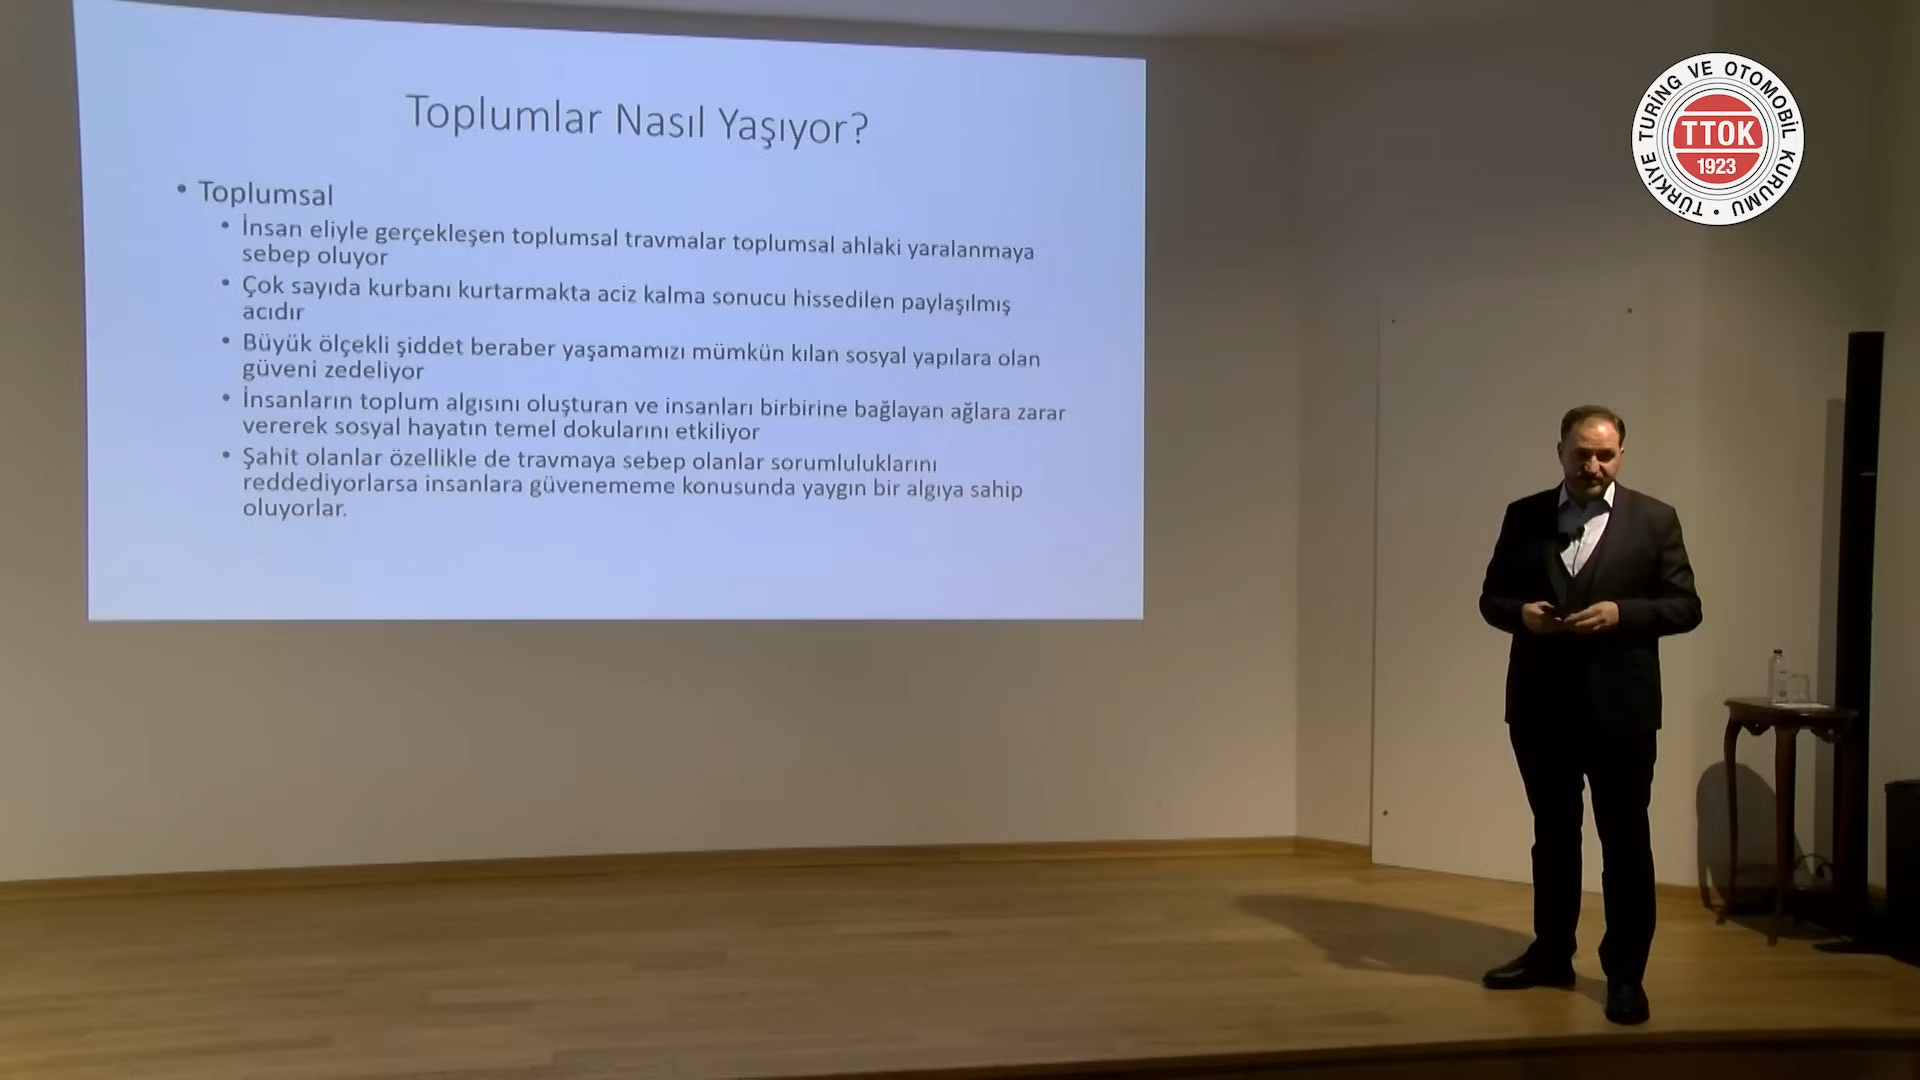 Toplumlar Nasıl Yaşıyor?
• Toplumsal
• İnsan eliyle gerçekleşen toplumsal travmalar toplumsal ahlaki yaralanmaya
sebep oluyor
• Çok sayıda kurbanı kurtarmakta aciz kalma sonucu hissedilen paylaşılmış
acıdır
• Büyük ölçekli şiddet beraber yaşamamızı mümkün kılan sosyal yapılara olan
güveni zedeliyor
• İnsanların toplum algısını oluşturan ve insanları birbirine bağlayan ağlara zarar
vererek sosyal hayatın temel dokularını etkiliyor
• Şahit olanlar özellikle de travmaya sebep olanlar sorumluluklarını
reddediyorlarsa insanlara güvenememe konusunda yaygın bir algıya sahip
oluyorlar.
TÜRKİYE TURİNG VE OTOMOBİL KURUMU •
TTOK
1923